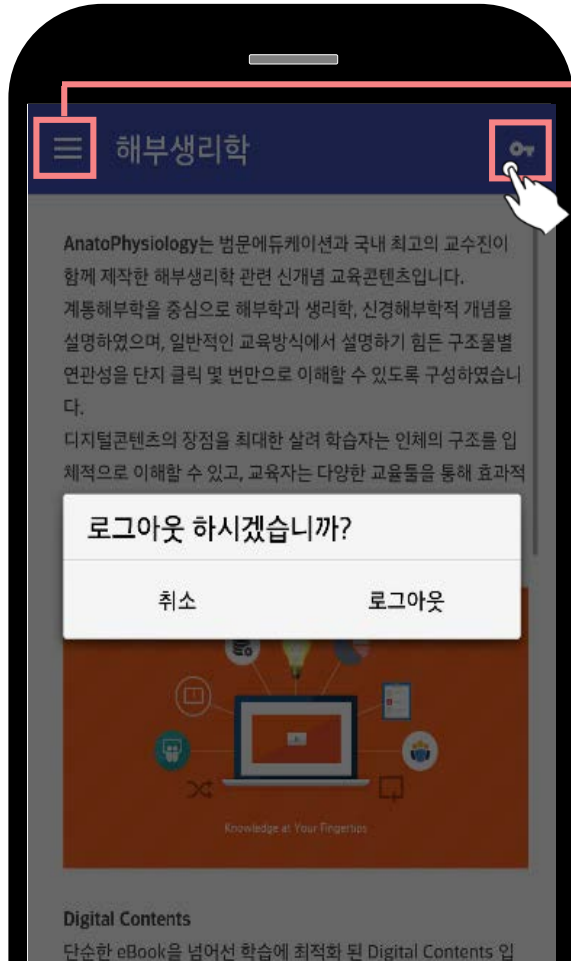 해부생리학
AnatoPhysiology는 범문에듀케이션과 국내 최고의 교수진이
함께 제작한 해부생리학 관련 신개념 교육콘텐츠입니다.
계통해부학을 중심으로 해부학과 생리학, 신경해부학적 개념을
설명하였으며, 일반적인 교육방식에서 설명하기 힘든 구조물별
연관성을 단지 클릭 몇 번만으로 이해할 수 있도록 구성하였습니
다.
디지털콘텐츠의 장점을 최대한 살려 학습자는 인체의 구조를 입
체적으로 이해할 수 있고, 교육자는 다양한 교육툴을 통해 효과적
로그아웃 하시겠습니까?
취소 로그아웃
Knowledge at Your Fingertips
Digital Contents
단순한 eBook을 넘어선 학습에 최적화 된 Digital Contents 입